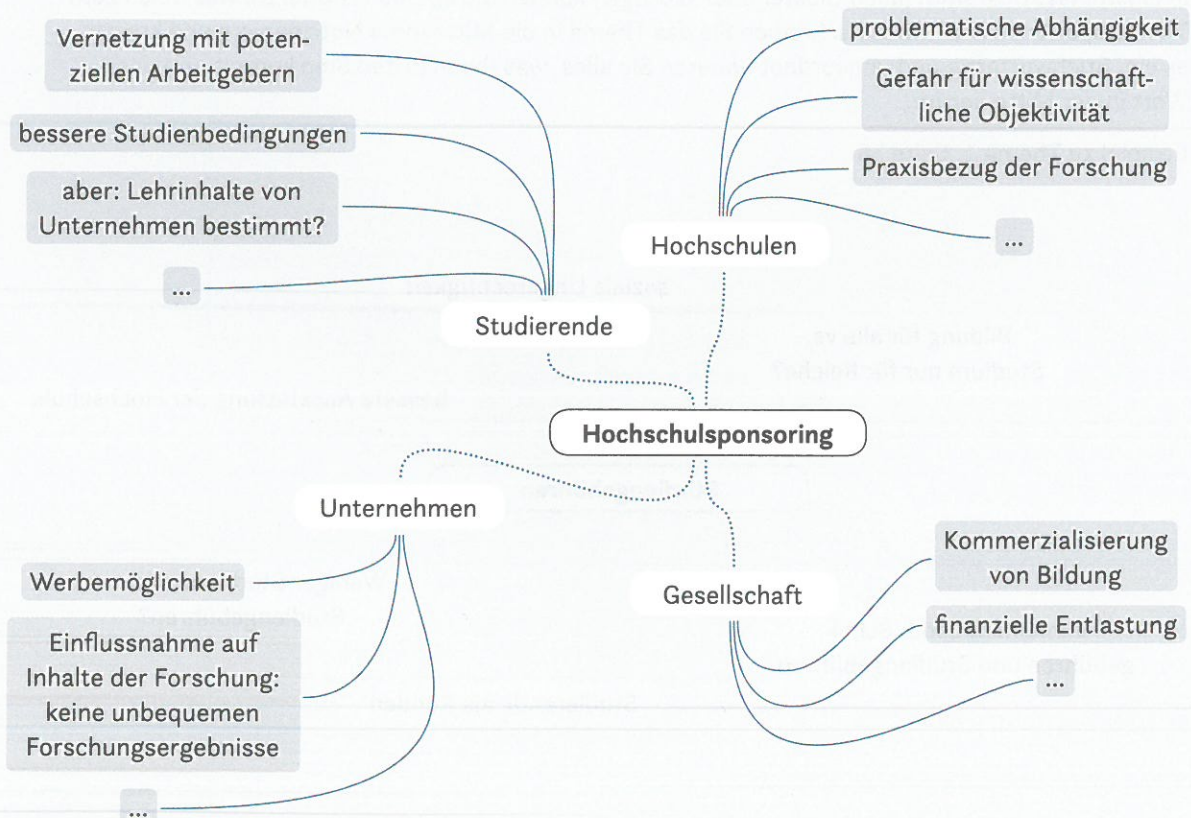 Vernetzung mit poten-
ziellen Arbeitgebern
bessere Studienbedingungen
aber: Lehrinhalte von
Unternehmen bestimmt?
...
Studierende
problematische Abhängigkeit
Gefahr für wissenschaft-
liche Objektivität
Praxisbezug der Forschung
...
Hochschulen
Hochschulsponsoring
Unternehmen
Werbemöglichkeit
Einflussnahme auf
Inhalte der Forschung:
keine unbequemen
Forschungsergebnisse
...
Gesellschaft
Kommerzialisierung
von Bildung
finanzielle Entlastung
...